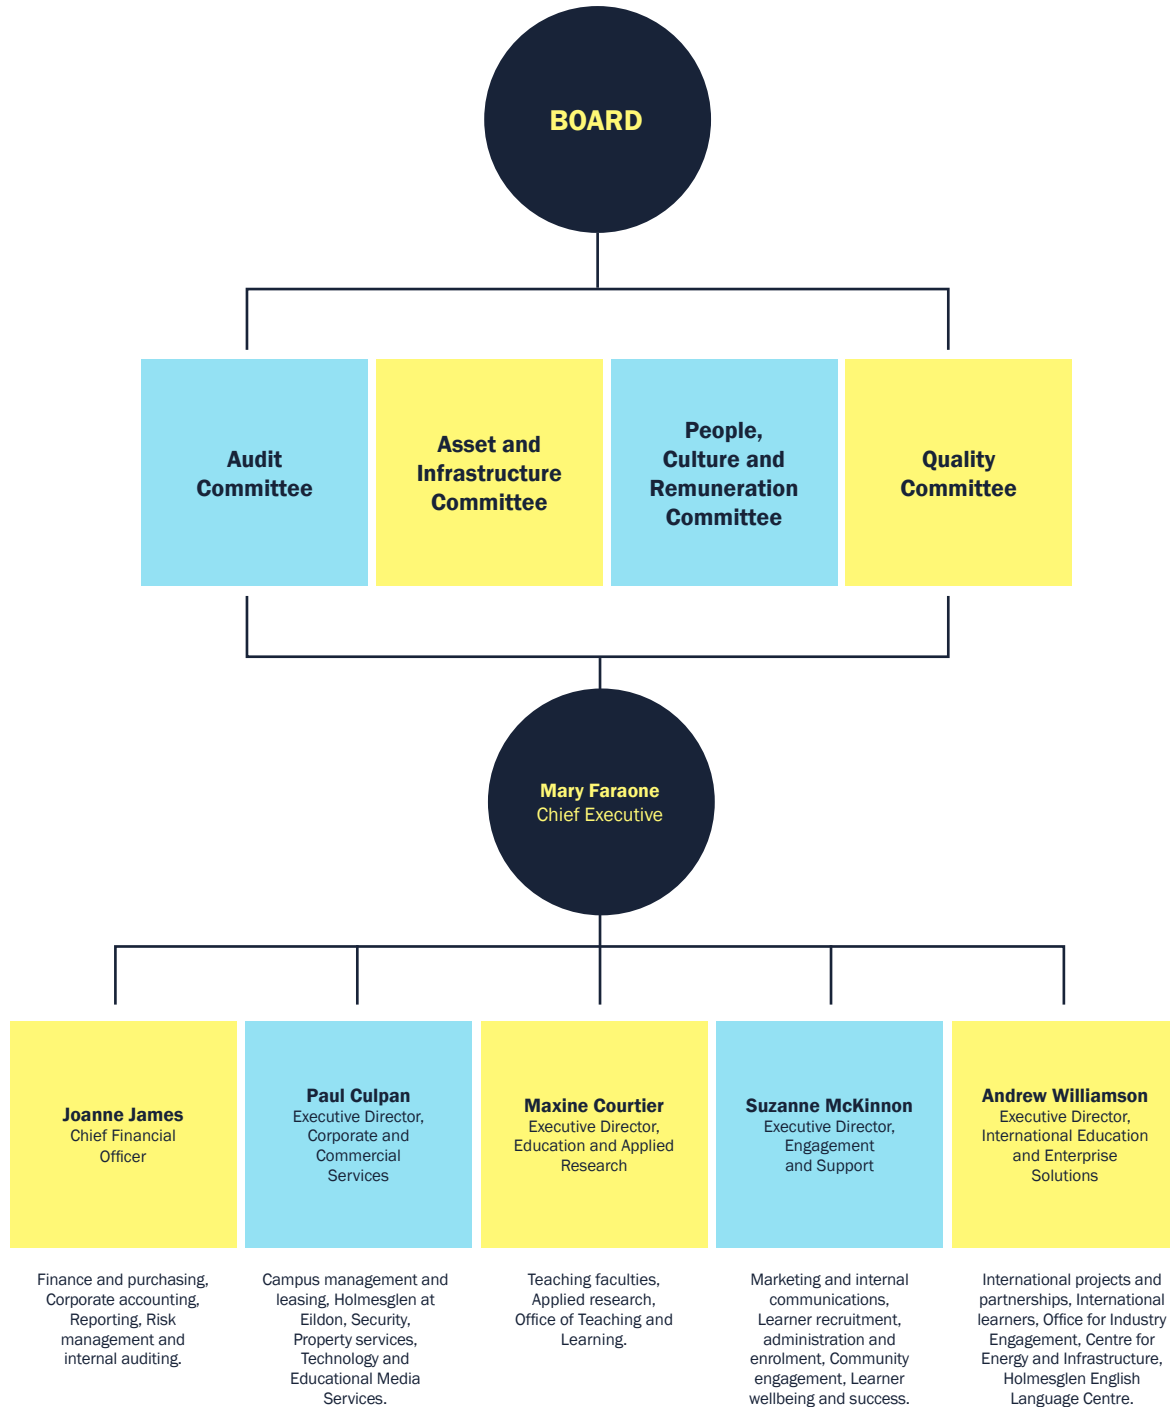 BOARD
Audit
Committee
Asset and
Infrastructure
Committee
People,
Culture and
Remuneration
Committee
Quality
Committee
Mary Faraone
Chief Executive
Joanne James
Chief Financial
Officer
Paul Culpan
Executive Director,
Corporate and
Commercial
Services
Maxine Courtier
Executive Director,
Education and Applied
Research
Suzanne McKinnon
Executive Director,
Engagement
and Support
Andrew Williamson
Executive Director,
International Education
and Enterprise
Solutions
Finance and purchasing,
Corporate accounting,
Reporting, Risk
management and
internal auditing.
Campus management and
leasing, Holmesglen at
Eildon, Security,
Property services,
Technology and
Educational Media
Services.
Teaching faculties,
Applied research,
Office of Teaching and
Learning.
Marketing and internal
communications,
Learner recruitment,
administration and
enrolment, Community
engagement, Learner
wellbeing and success.
International projects and
partnerships, International
learners, Office for Industry
Engagement, Centre for
Energy and Infrastructure,
Holmesglen English
Language Centre.